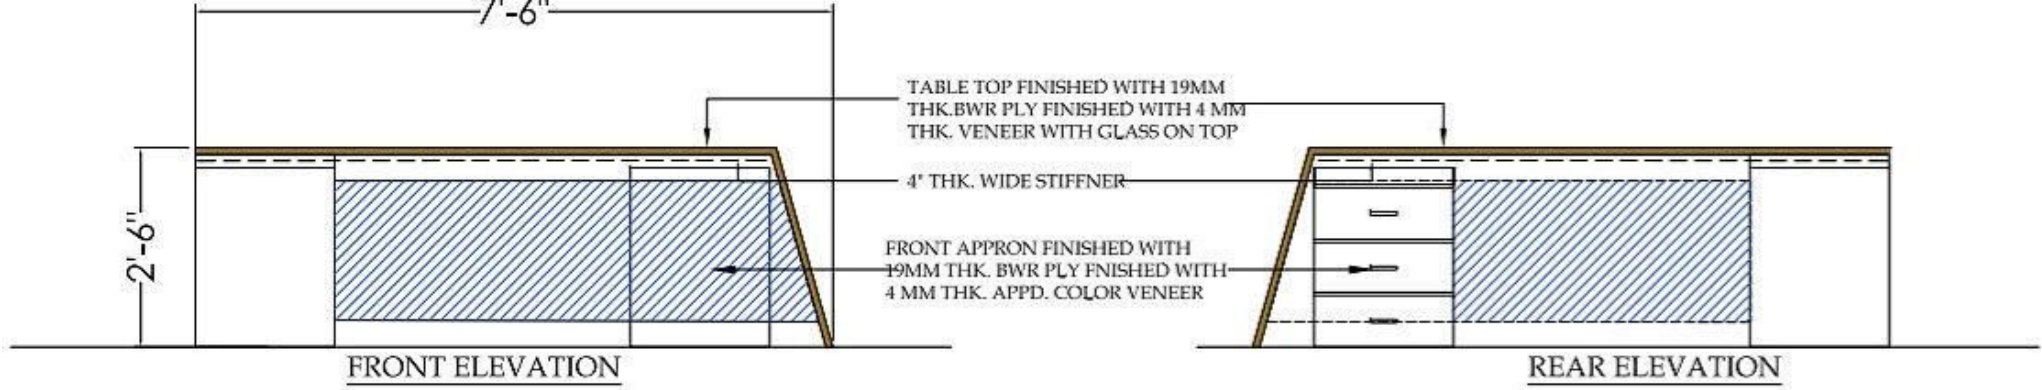 7'-6"
TABLE TOP FINISHED WITH 19MM
THK.BWR PLY FINISHED WITH 4 MM
THK. VENEER WITH GLASS ON TOP
4" THK. WIDE STIFFNER
2'-6"
FRONT APPRON FINISHED WITH
19MM THK. BWR PLY FNISHED WITH
4 MM THK. APPD. COLOR VENEER
FRONT ELEVATION
REAR ELEVATION